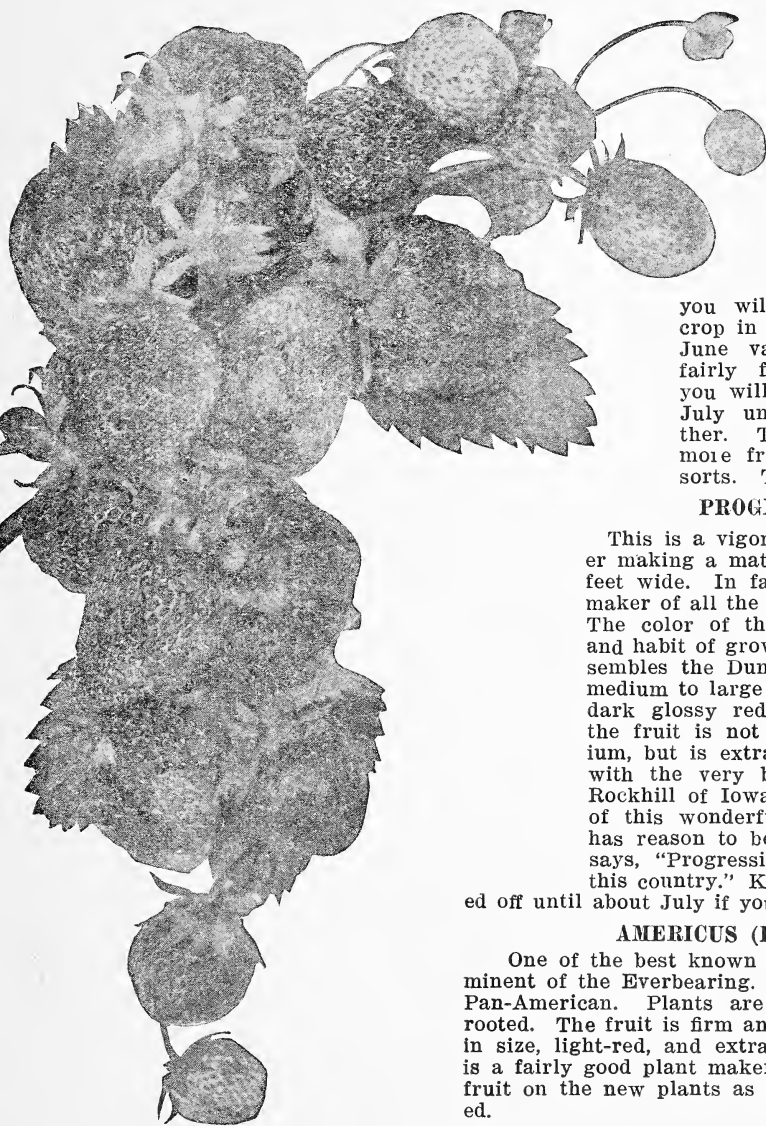 you wil
crop in
June va
fairly f
you will
July un
ther. T
more fr
sorts. T
PROG
This is a vigor
er making a mat
feet wide. In fa
maker of all the
The color of th
and habit of grov
sembles the Dun
medium to large
dark glossy red
the fruit is not
ium, but is extra
with the very b
Rockhill of Iowa
of this wonderf
has reason to be
says, "Progressi
this country." K
ed off until about July if you
AMERICUS (
One of the best known
minent of the Everbearing.
Pan-American. Plants are
rooted. The fruit is firm an
in size, light-red, and extra
is a fairly good plant make
fruit on the new plants as
ed.